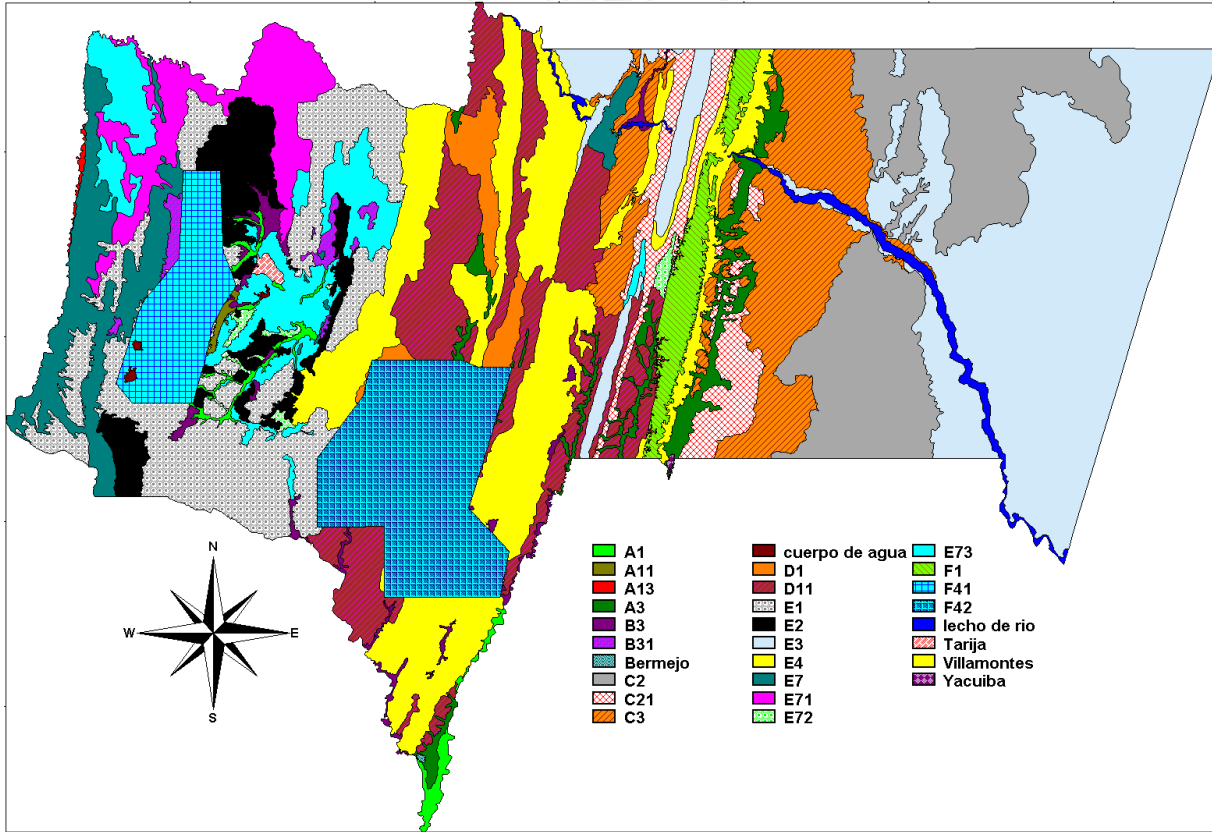 N
W
E
S
A1
A11
A13
A3
B3
B31
Bermejo
C2
C21
C3
cuerpo de agua
D1
D11
E1
E2
E3
E4
E7
E71
E72
E73
F1
F41
F42
lecho de rio
Tarija
Villamontes
Yacuiba